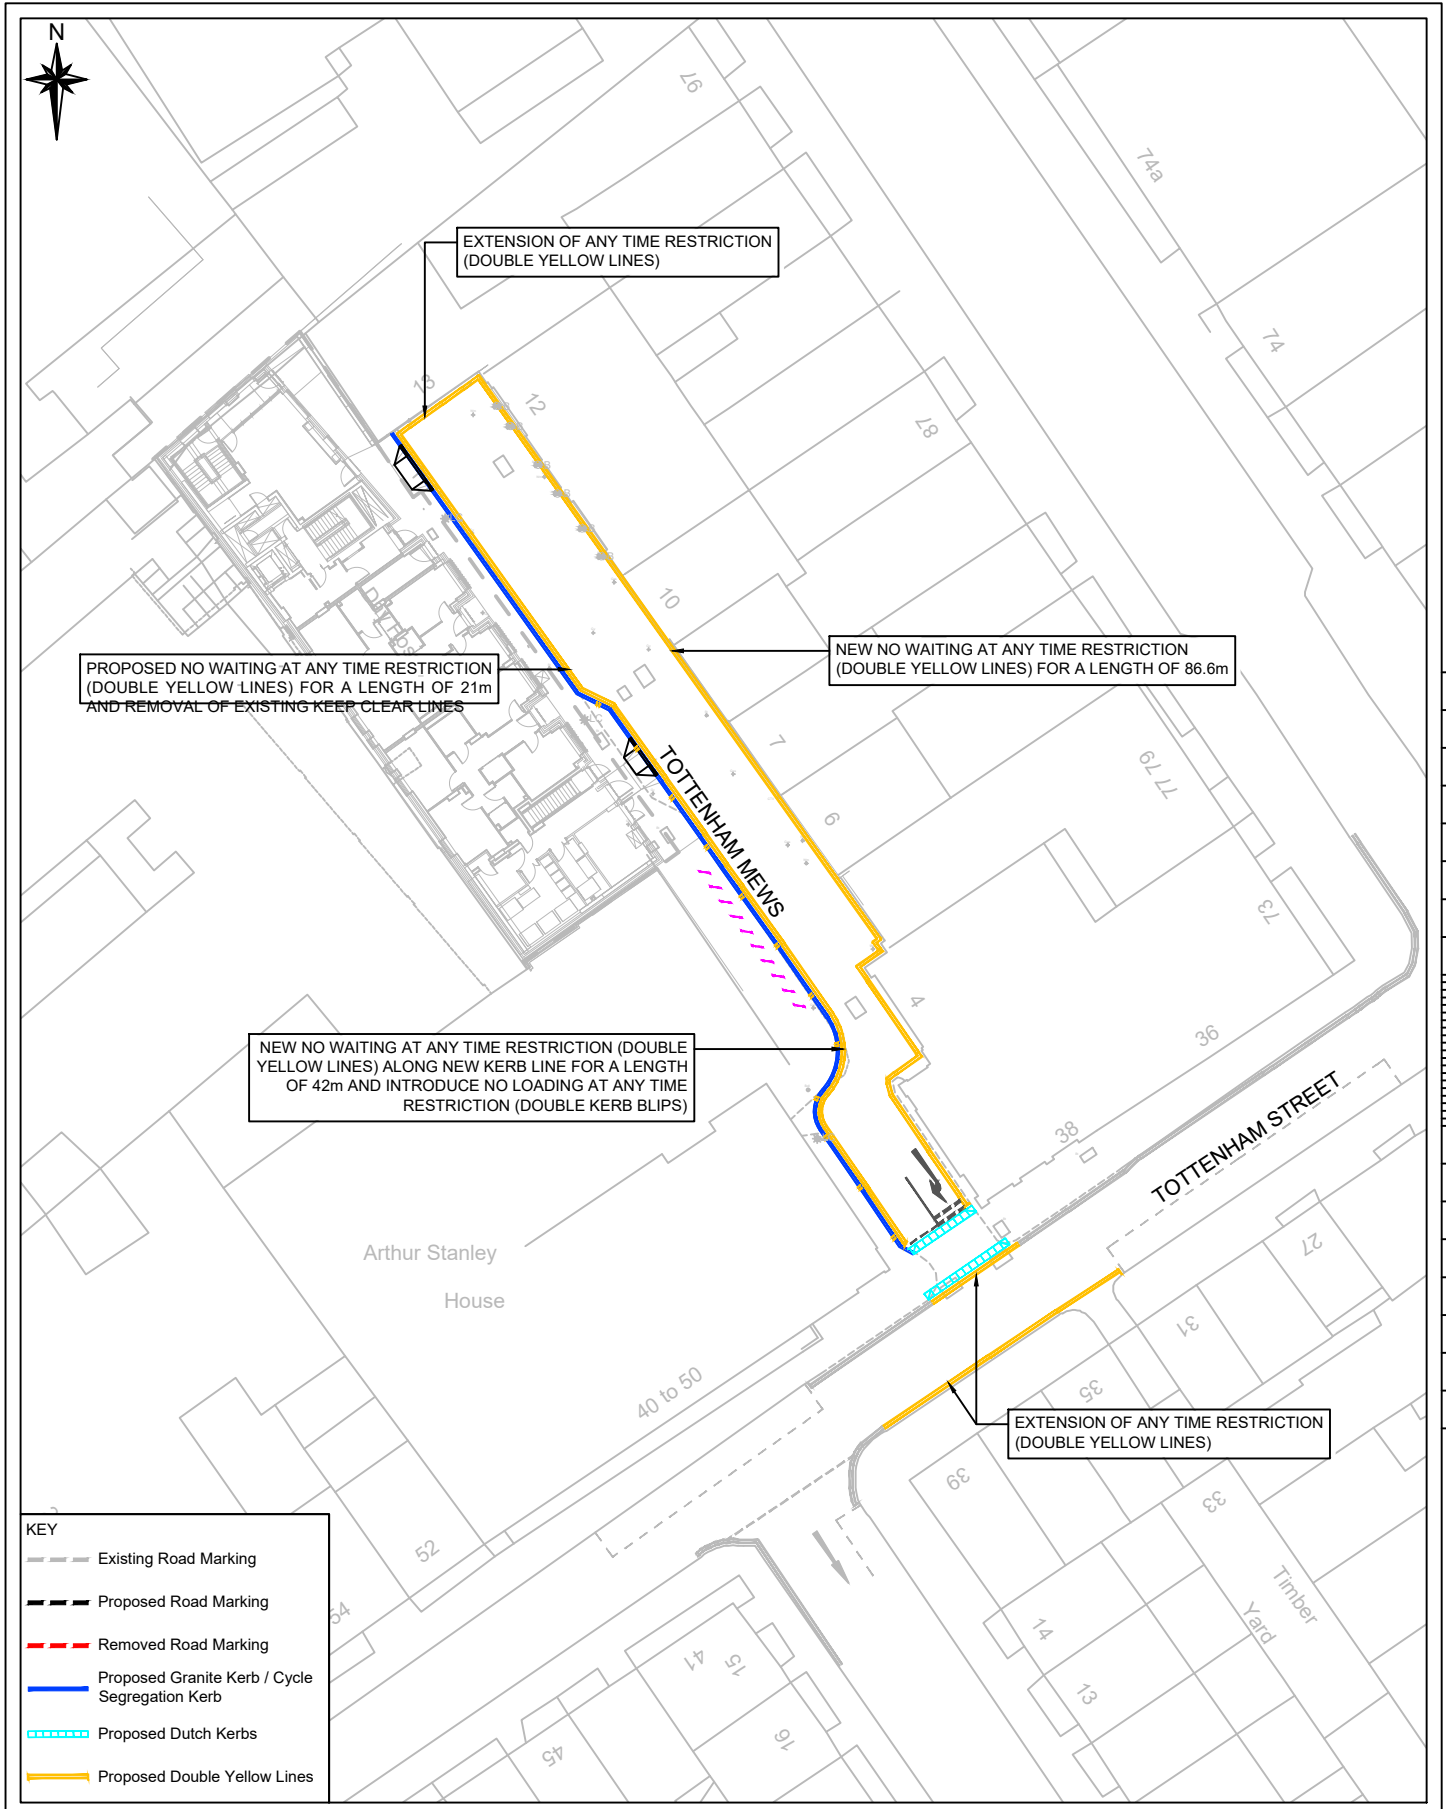 N
97
74a
EXTENSION OF ANY TIME RESTRICTION
(DOUBLE YELLOW LINES)
74
13
12
87
10
PROPOSED NO WAITING AT ANY TIME RESTRICTION
(DOUBLE YELLOW LINES) FOR A LENGTH OF 21m
AND REMOVAL OF EXISTING KEEP CLEAR LINES
NEW NO WAITING AT ANY TIME RESTRICTION
(DOUBLE YELLOW LINES) FOR A LENGTH OF 86.6m
7
77 79
TOTTENHAM MEWS
6
73
4
36
NEW NO WAITING AT ANY TIME RESTRICTION (DOUBLE
YELLOW LINES) ALONG NEW KERB LINE FOR A LENGTH
OF 42m AND INTRODUCE NO LOADING AT ANY TIME
RESTRICTION (DOUBLE KERB BLIPS)
38
TOTTENHAM STREET
Arthur Stanley
House
27
31
35
40 to 50
EXTENSION OF ANY TIME RESTRICTION
(DOUBLE YELLOW LINES)
39
33
52
54
Timber
Yard
14
13
41
15
16
45
KEY
Existing Road Marking
Proposed Road Marking
Removed Road Marking
Proposed Granite Kerb / Cycle
Segregation Kerb
Proposed Dutch Kerbs
Proposed Double Yellow Lines